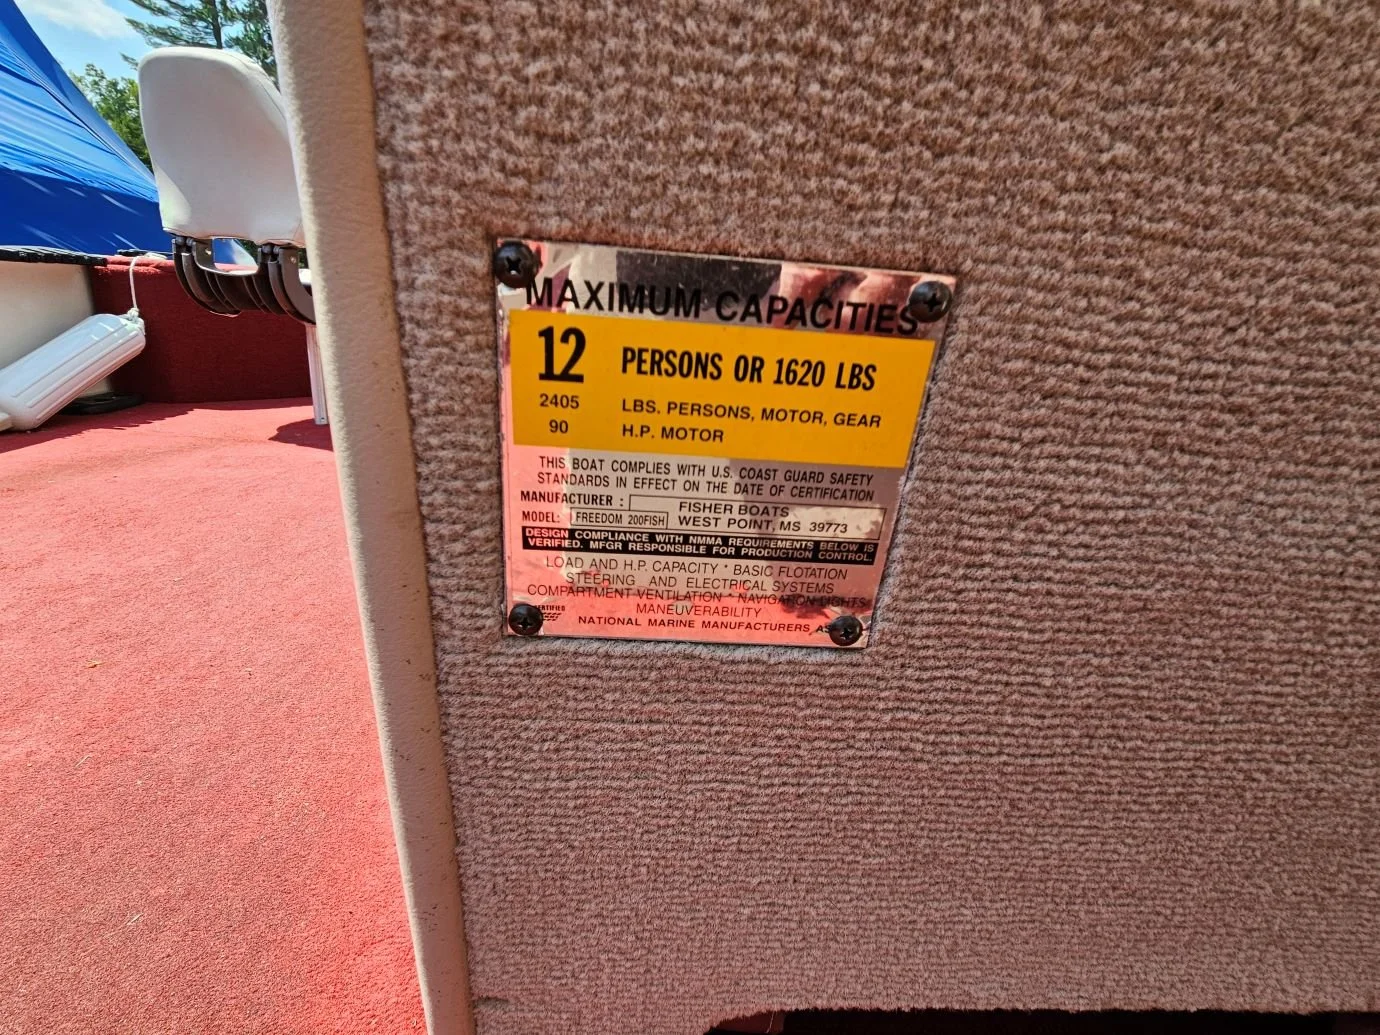 MAXIMUM CAPACITIES
12 PERSONS OR 1620 LBS
2405 LBS. PERSONS, MOTOR, GEAR
90 H.P. MOTOR
THIS BOAT COMPLIES WITH U.S. COAST GUARD SAFETY
STANDARDS IN EFFECT ON THE DATE OF CERTIFICATION
MANUFACTURER : FISHER BOATS
MODEL: FREEDOM 200FISH WEST POINT, MS 39773
DESIGN COMPLIANCE WITH NMMA REQUIREMENTS BELOW IS
VERIFIED. MFGR RESPONSIBLE FOR PRODUCTION CONTROL.
LOAD AND H.P. CAPACITY * BASIC FLOTATION
STEERING AND ELECTRICAL SYSTEMS
COMPARTMENT VENTILATION * NAVIGATION LIGHTS
MANEUVERABILITY
NATIONAL MARINE MANUFACTURERS